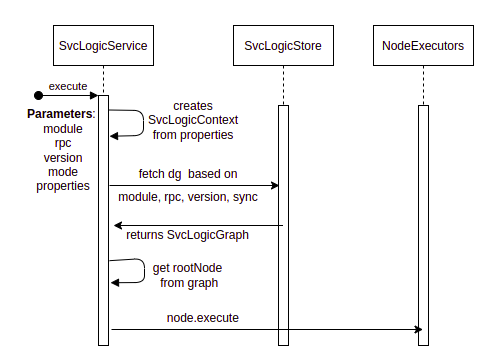 SvcLogicService
SvcLogicStore
NodeExecutors
execute
Parameters:
module
rpc
version
mode
properties
creates
SvcLogicContext
from properties
fetch dg based on
module, rpc, version, sync
returns SvcLogicGraph
get rootNode
from graph
node.execute